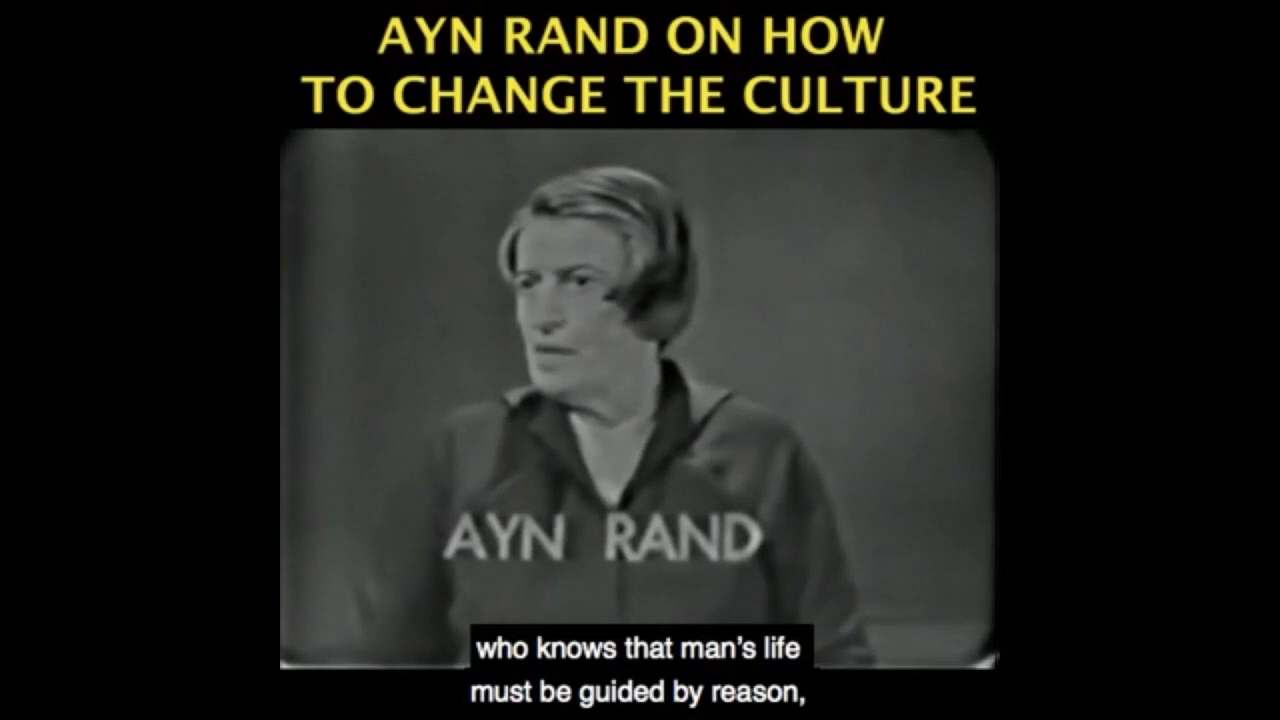 AYN RAND ON HOW
TO CHANGE THE CULTURE
AYN RAND
who knows that man's life
must be guided by reason,